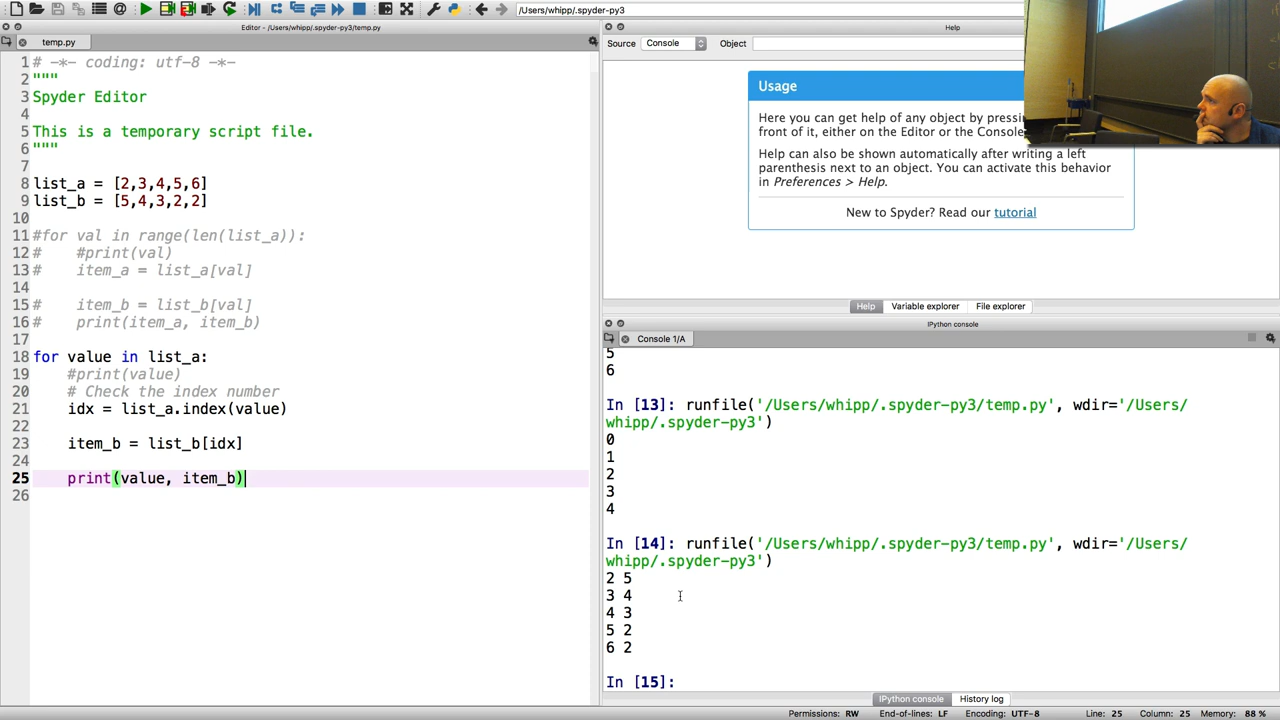 /Users/whipp/.spyder-py3
Editor - /Users/whipp/.spyder-py3/temp.py
temp.py
1 # -*- coding: utf-8 -*-
2 """
3 Spyder Editor
4
5 This is a temporary script file.
6 """
7
8 list_a = [2,3,4,5,6]
9 list_b = [5,4,3,2,2]
10
11 #for val in range(len(list_a)):
12 #    #print(val)
13 #    item_a = list_a[val]
14
15 #    item_b = list_b[val]
16 #    print(item_a, item_b)
17
18 for value in list_a:
19     #print(value)
20     # Check the index number
21     idx = list_a.index(value)
22
23     item_b = list_b[idx]
24
25     print(value, item_b)
26
Help
Source Console Object
Usage
Here you can get help of any object by pressin
front of it, either on the Editor or the Console
Help can also be shown automatically after writing a left
parenthesis next to an object. You can activate this behavior
in Preferences > Help.
New to Spyder? Read our tutorial
Help Variable explorer File explorer
IPython console
Console 1/A
5
6
In [13]: runfile('/Users/whipp/.spyder-py3/temp.py', wdir='/Users/
whipp/.spyder-py3')
0
1
2
3
4
In [14]: runfile('/Users/whipp/.spyder-py3/temp.py', wdir='/Users/
whipp/.spyder-py3')
2 5
3 4
4 3
5 2
6 2
In [15]:
IPython console History log
Permissions: RW End-of-lines: LF Encoding: UTF-8 Line: 25 Column: 25 Memory: 88 %